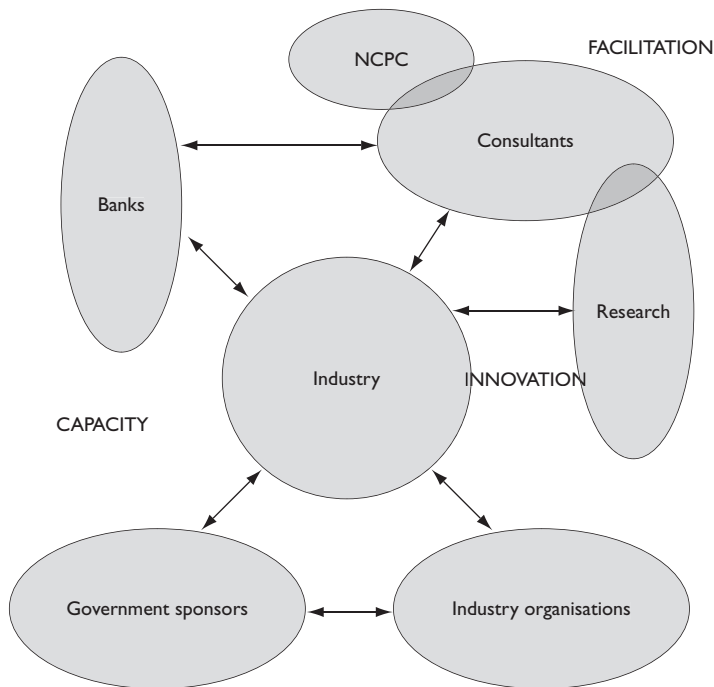 FACILITATION
NCPC
Consultants
Banks
Research
Industry
INNOVATION
CAPACITY
Government sponsors
Industry organisations